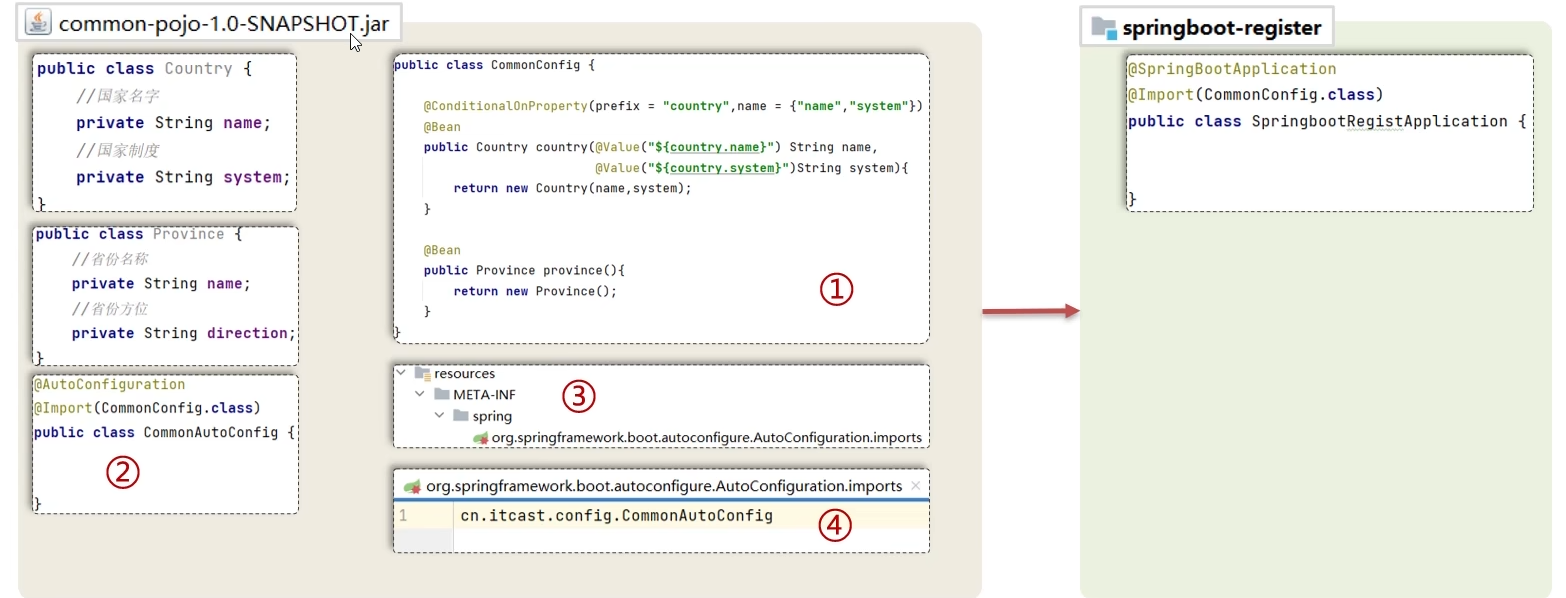 common-pojo-1.0-SNAPSHOT.jar
public class Country {
//国家名字
private String name;
//国家制度
private String system;
}
public class Province {
//省份名称
private String name;
//省份方位
private String direction;
}
@AutoConfiguration
@Import(CommonConfig.class)
public class CommonAutoConfig {
②
}
public class CommonConfig {
@ConditionalOnProperty(prefix = "country",name = {"name","system"})
@Bean
public Country country(@Value("${country.name}") String name,
@Value("${country.system}")String system){
return new Country(name,system);
}
@Bean
public Province province(){
return new Province();
}
}
①
resources
META-INF
spring
org.springframework.boot.autoconfigure.AutoConfiguration.imports
③
org.springframework.boot.autoconfigure.AutoConfiguration.imports
1 cn.itcast.config.CommonAutoConfig
④
springboot-register
@SpringBootApplication
@Import(CommonConfig.class)
public class SpringbootRegistApplication {
}